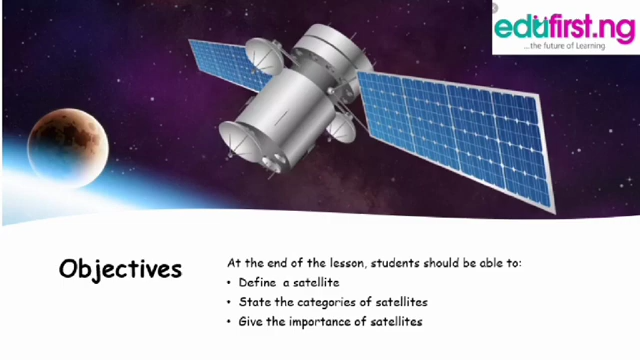 edufirst.ng
...the future of Learning
Objectives
At the end of the lesson, students should be able to:
• Define a satellite
• State the categories of satellites
• Give the importance of satellites